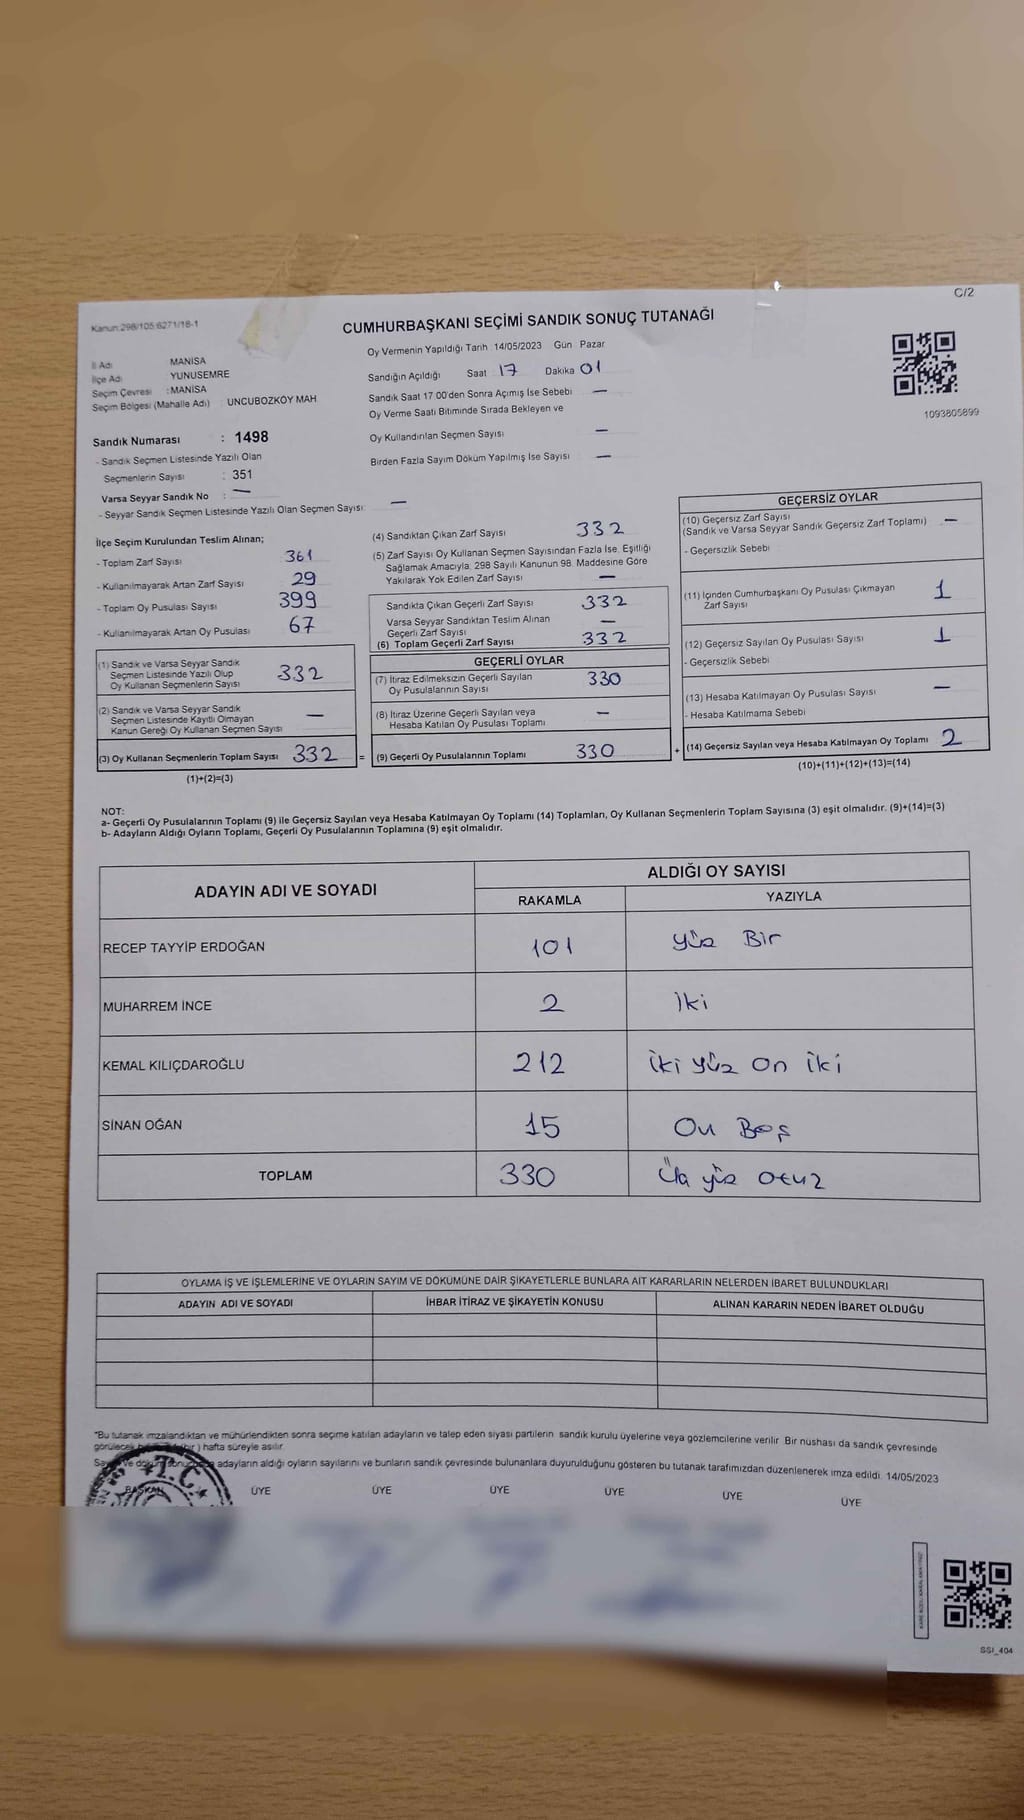 C/2
Kanun:298/105;6271/18-1
CUMHURBAŞKANI SEÇİMİ SANDIK SONUÇ TUTANAĞI
İl Adı MANİSA
İlçe Adı YUNUSEMRE
Seçim Çevresi : MANİSA
Seçim Bölgesi (Mahalle Adı) UNCUBOZKÖY MAH
Sandık Numarası : 1498
- Sandık Seçmen Listesinde Yazılı Olan
Seçmenlerin Sayısı : 351
Varsa Seyyar Sandık No : —
- Seyyar Sandık Seçmen Listesinde Yazılı Olan Seçmen Sayısı: —
Oy Vermenin Yapıldığı Tarih 14/05/2023 Gün Pazar
Sandığın Açıldığı Saat 17 Dakika 01
Sandık Saat 17 00'den Sonra Açılmış İse Sebebi —
Oy Verme Saati Bitiminde Sırada Bekleyen ve
Oy Kullandırılan Seçmen Sayısı —
Birden Fazla Sayım Döküm Yapılmış İse Sayısı —
1093805899
İlçe Seçim Kurulundan Teslim Alınan;
- Toplam Zarf Sayısı 361
- Kullanılmayarak Artan Zarf Sayısı 29
- Toplam Oy Pusulası Sayısı 399
- Kullanılmayarak Artan Oy Pusulası 67
(1) Sandık ve Varsa Seyyar Sandık
Seçmen Listesinde Yazılı Olup
Oy Kullanan Seçmenlerin Sayısı 332
(2) Sandık ve Varsa Seyyar Sandık
Seçmen Listesinde Kayıtlı Olmayan
Kanun Gereği Oy Kullanan Seçmen Sayısı —
(3) Oy Kullanan Seçmenlerin Toplam Sayısı 332 =
(1)+(2)=(3)
(4) Sandıktan Çıkan Zarf Sayısı 332
(5) Zarf Sayısı Oy Kullanan Seçmen Sayısından Fazla İse, Eşitliği
Sağlamak Amacıyla, 298 Sayılı Kanunun 98. Maddesine Göre
Yakılarak Yok Edilen Zarf Sayısı —
Sandıkta Çıkan Geçerli Zarf Sayısı 332
Varsa Seyyar Sandıktan Teslim Alınan
Geçerli Zarf Sayısı —
(6) Toplam Geçerli Zarf Sayısı 332
GEÇERLİ OYLAR
(7) İtiraz Edilmeksizin Geçerli Sayılan
Oy Pusulalarının Sayısı 330
(8) İtiraz Üzerine Geçerli Sayılan veya
Hesaba Katılan Oy Pusulası Toplamı —
(9) Geçerli Oy Pusulalarının Toplamı 330 +
GEÇERSİZ OYLAR
(10) Geçersiz Zarf Sayısı
(Sandık ve Varsa Seyyar Sandık Geçersiz Zarf Toplamı) —
- Geçersizlik Sebebi
(11) İçinden Cumhurbaşkanı Oy Pusulası Çıkmayan
Zarf Sayısı 1
(12) Geçersiz Sayılan Oy Pusulası Sayısı 1
- Geçersizlik Sebebi
(13) Hesaba Katılmayan Oy Pusulası Sayısı —
- Hesaba Katılmama Sebebi
(14) Geçersiz Sayılan veya Hesaba Katılmayan Oy Toplamı 2
(10)+(11)+(12)+(13)=(14)
NOT:
a- Geçerli Oy Pusulalarının Toplamı (9) ile Geçersiz Sayılan veya Hesaba Katılmayan Oy Toplamı (14) Toplamları, Oy Kullanan Seçmenlerin Toplam Sayısına (3) eşit olmalıdır. (9)+(14)=(3)
b- Adayların Aldığı Oyların Toplamı, Geçerli Oy Pusulalarının Toplamına (9) eşit olmalıdır.
ADAYIN ADI VE SOYADI ALDIĞI OY SAYISI
RAKAMLA YAZIYLA
RECEP TAYYİP ERDOĞAN 101 Yüz Bir
MUHARREM İNCE 2 İki
KEMAL KILIÇDAROĞLU 212 İki Yüz On İki
SİNAN OĞAN 15 On Beş
TOPLAM 330 Üç yüz otuz
OYLAMA İŞ VE İŞLEMLERİNE VE OYLARIN SAYIM VE DÖKÜMÜNE DAİR ŞİKAYETLERLE BUNLARA AİT KARARLARIN NELERDEN İBARET BULUNDUKLARI
ADAYIN ADI VE SOYADI İHBAR İTİRAZ VE ŞİKAYETİN KONUSU ALINAN KARARIN NEDEN İBARET OLDUĞU
"Bu tutanak imzalandıktan ve mühürlendikten sonra seçime katılan adayların ve talep eden siyasi partilerin sandık kurulu üyelerine veya gözlemcilerine verilir Bir nüshası da sandık çevresinde
görülecek ) hafta süreyle asılır.
adayların aldığı oyların sayılarını ve bunların sandık çevresinde bulunanlara duyurulduğunu gösteren bu tutanak tarafımızdan düzenlenerek imza edildi. 14/05/2023
T.C.
BAŞKAN ÜYE ÜYE ÜYE ÜYE ÜYE ÜYE
SSI_404